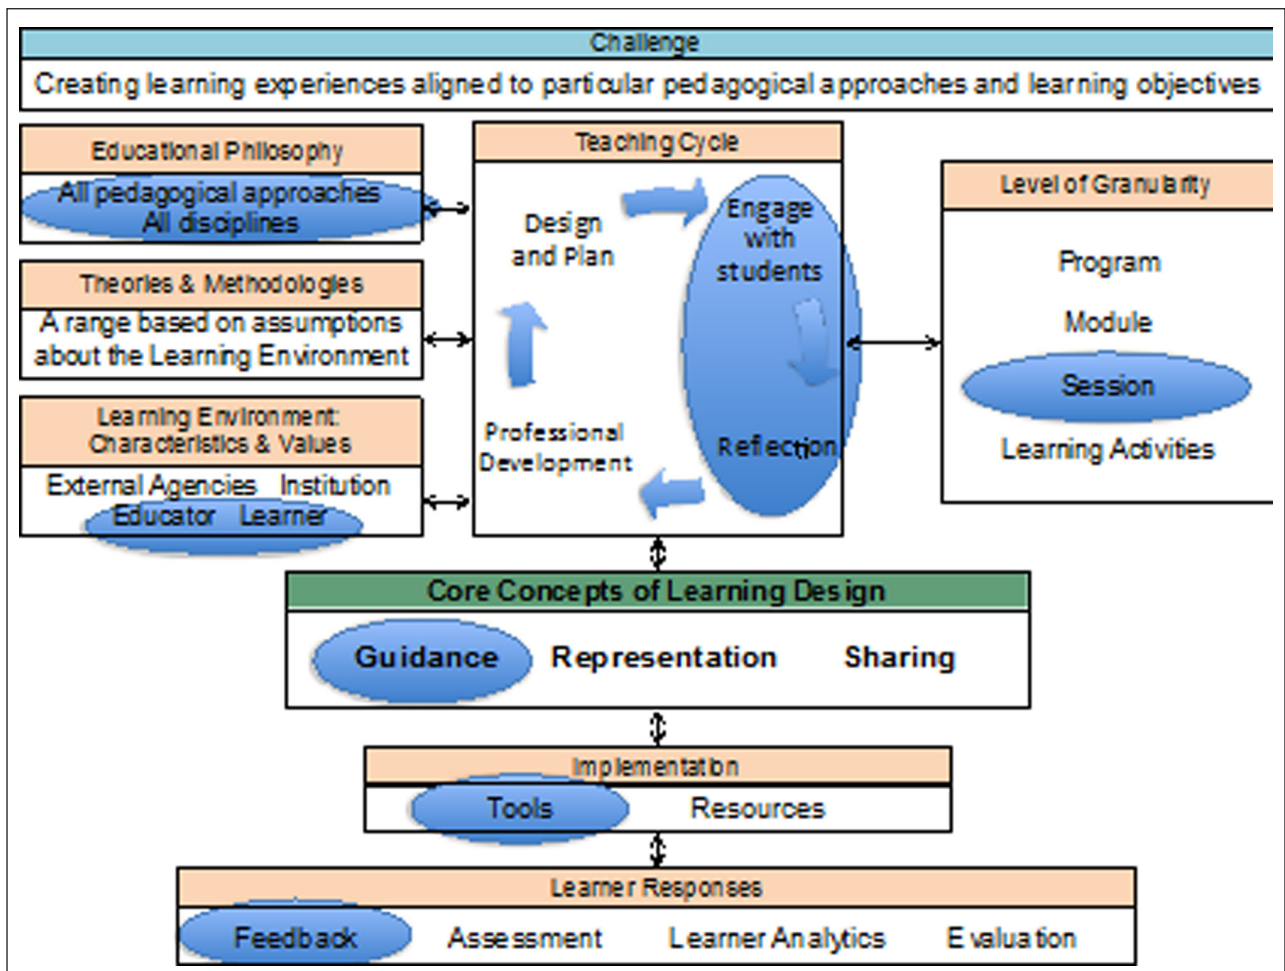 Challenge
Creating learning experiences aligned to particular pedagogical approaches and learning objectives
Educational Philosophy
All pedagogical approaches
All disciplines
Theories & Methodologies
A range based on assumptions
about the Learning Environment
Learning Environment:
Characteristics & Values
External Agencies Institution
Educator Learner
Teaching Cycle
Design
and Plan
Engage
with
students
Reflection
Professional
Development
Level of Granularity
Program
Module
Session
Learning Activities
Core Concepts of Learning Design
Guidance Representation Sharing
Implementation
Tools Resources
Learner Responses
Feedback Assessment Learner Analytics Evaluation